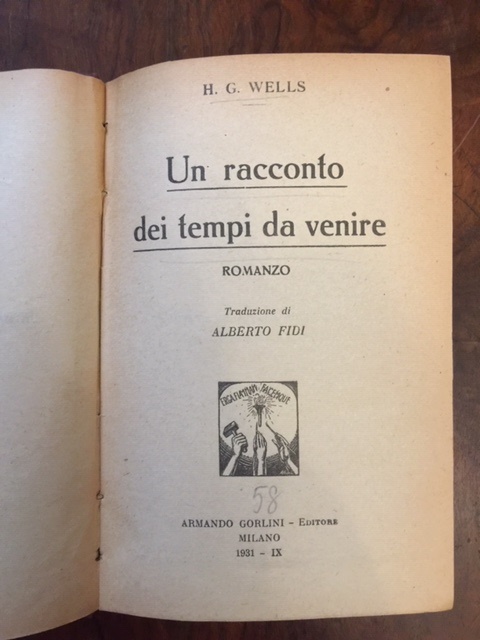 H. G. WELLS
Un racconto
dei tempi da venire
ROMANZO
Traduzione di
ALBERTO FIDI
58
ARMANDO GORLINI - EDITORE
MILANO
1931 - IX